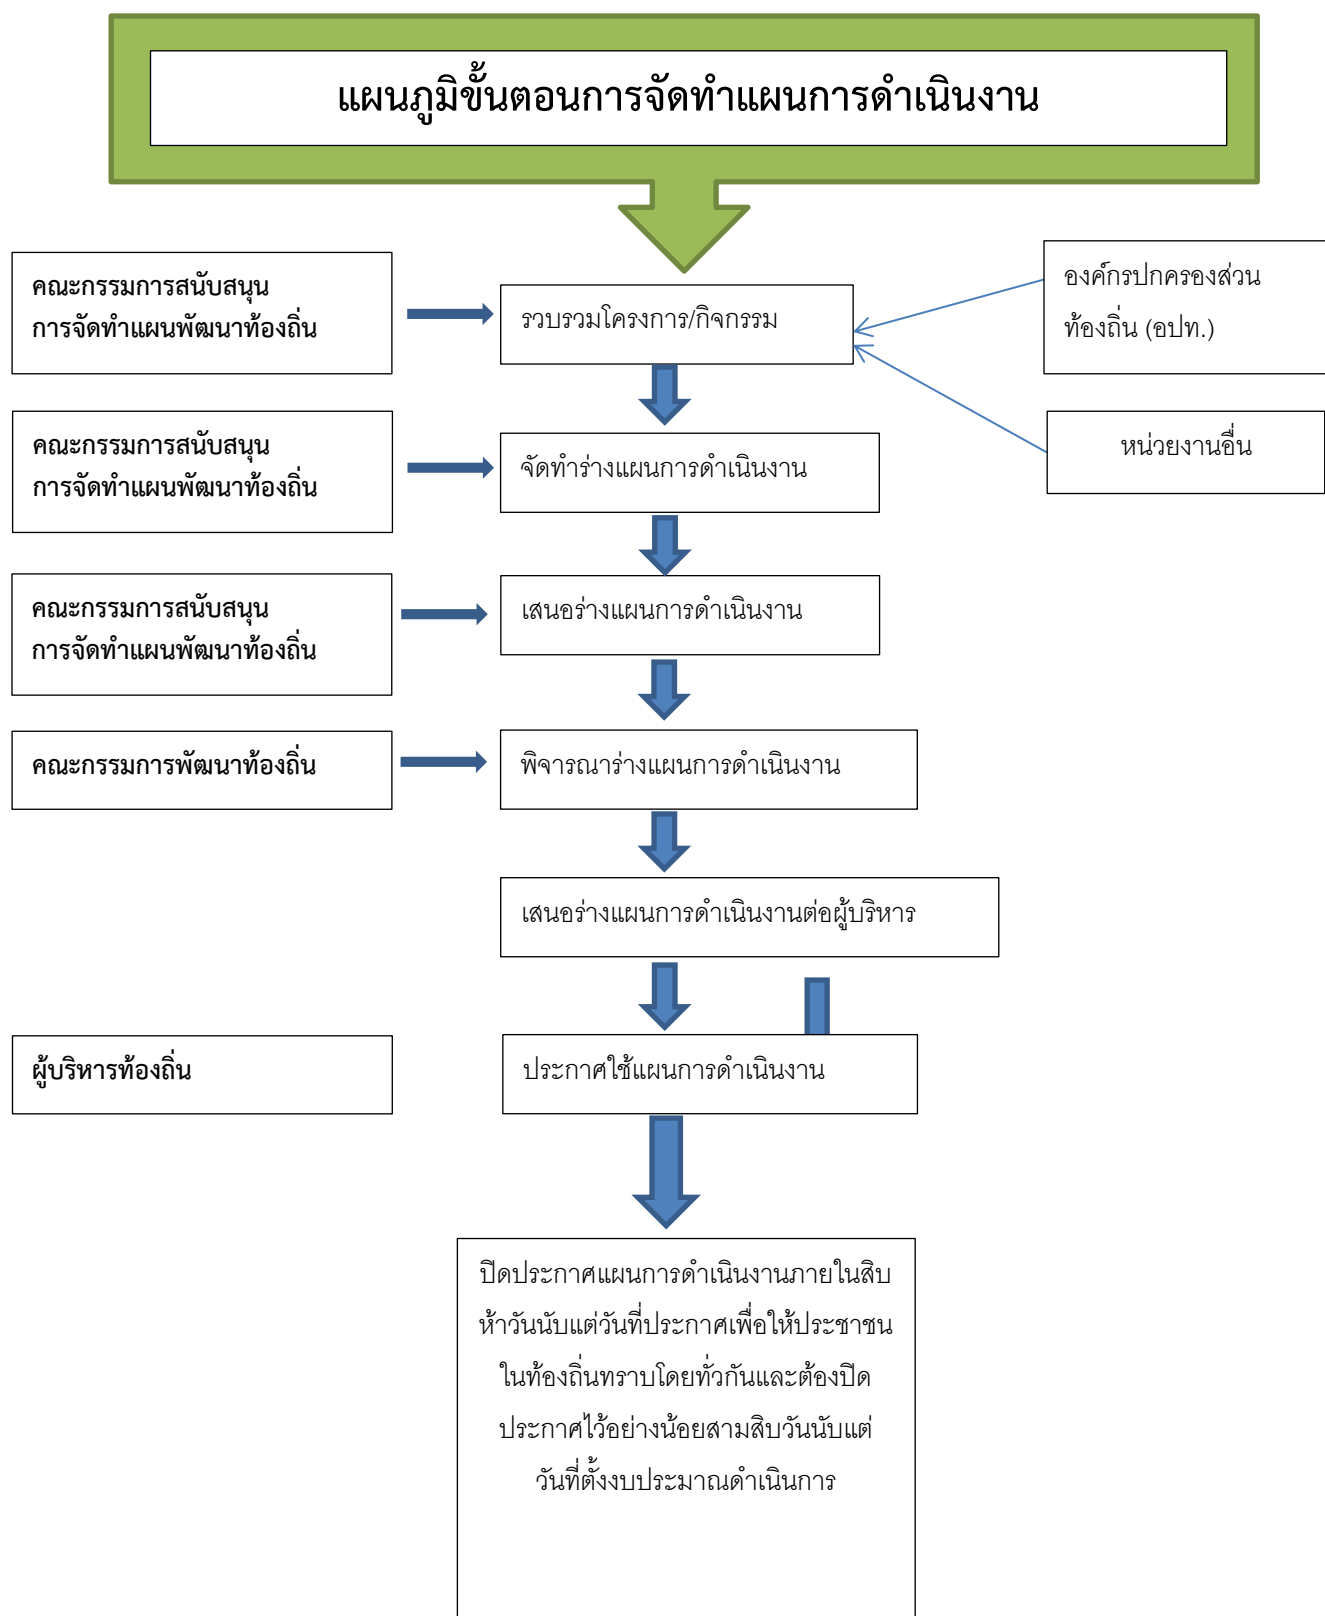 แผนภูมิขั้นตอนการจัดทำแผนการดำเนินงาน
คณะกรรมการสนับสนุน
การจัดทำแผนพัฒนาท้องถิ่น
รวบรวมโครงการ/กิจกรรม
องค์กรปกครองส่วน
ท้องถิ่น (อปท.)
คณะกรรมการสนับสนุน
การจัดทำแผนพัฒนาท้องถิ่น
จัดทำร่างแผนการดำเนินงาน
หน่วยงานอื่น
คณะกรรมการสนับสนุน
การจัดทำแผนพัฒนาท้องถิ่น
เสนอร่างแผนการดำเนินงาน
คณะกรรมการพัฒนาท้องถิ่น
พิจารณาร่างแผนการดำเนินงาน
เสนอร่างแผนการดำเนินงานต่อผู้บริหาร
ผู้บริหารท้องถิ่น
ประกาศใช้แผนการดำเนินงาน
ปิดประกาศแผนการดำเนินงานภายในสิบ
ห้าวันนับแต่วันที่ประกาศเพื่อให้ประชาชน
ในท้องถิ่นทราบโดยทั่วกันและต้องปิด
ประกาศไว้อย่างน้อยสามสิบวันนับแต่
วันที่ตั้งงบประมาณดำเนินการ